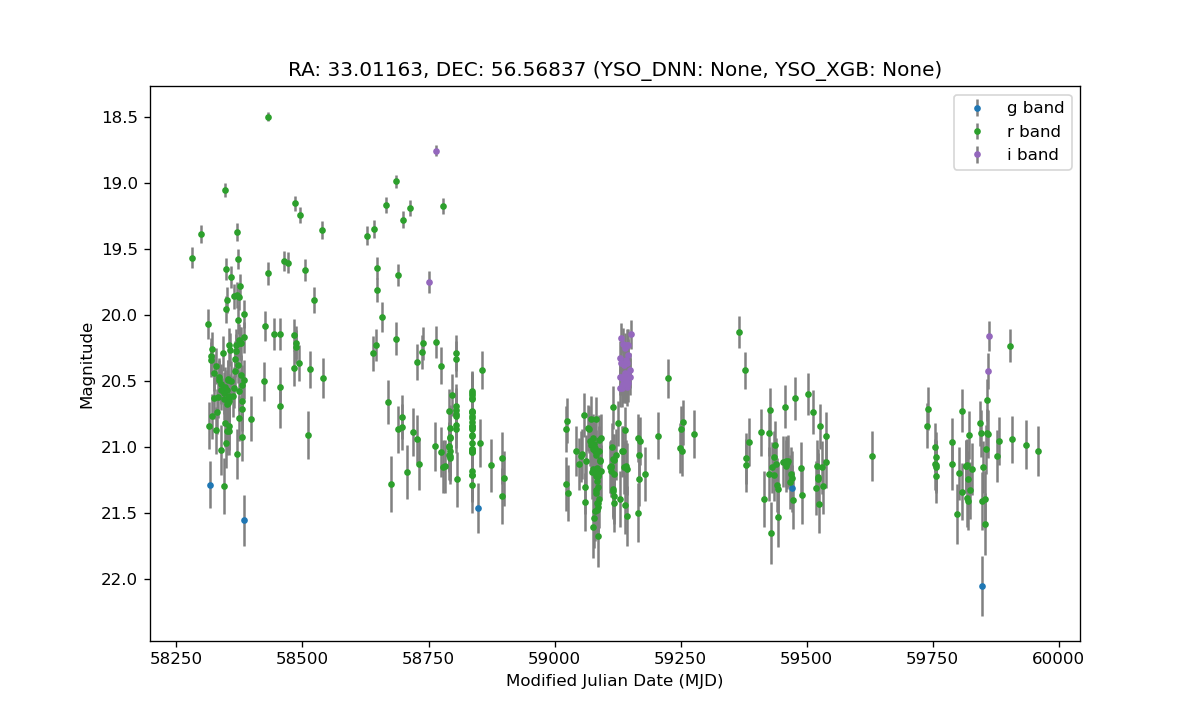 RA: 33.01163, DEC: 56.56837 (YSO_DNN: None, YSO_XGB: None)
g band
r band
i band
18.5
19.0
19.5
20.0
20.5
21.0
21.5
22.0
Magnitude
58250 58500 58750 59000 59250 59500 59750 60000
Modified Julian Date (MJD)